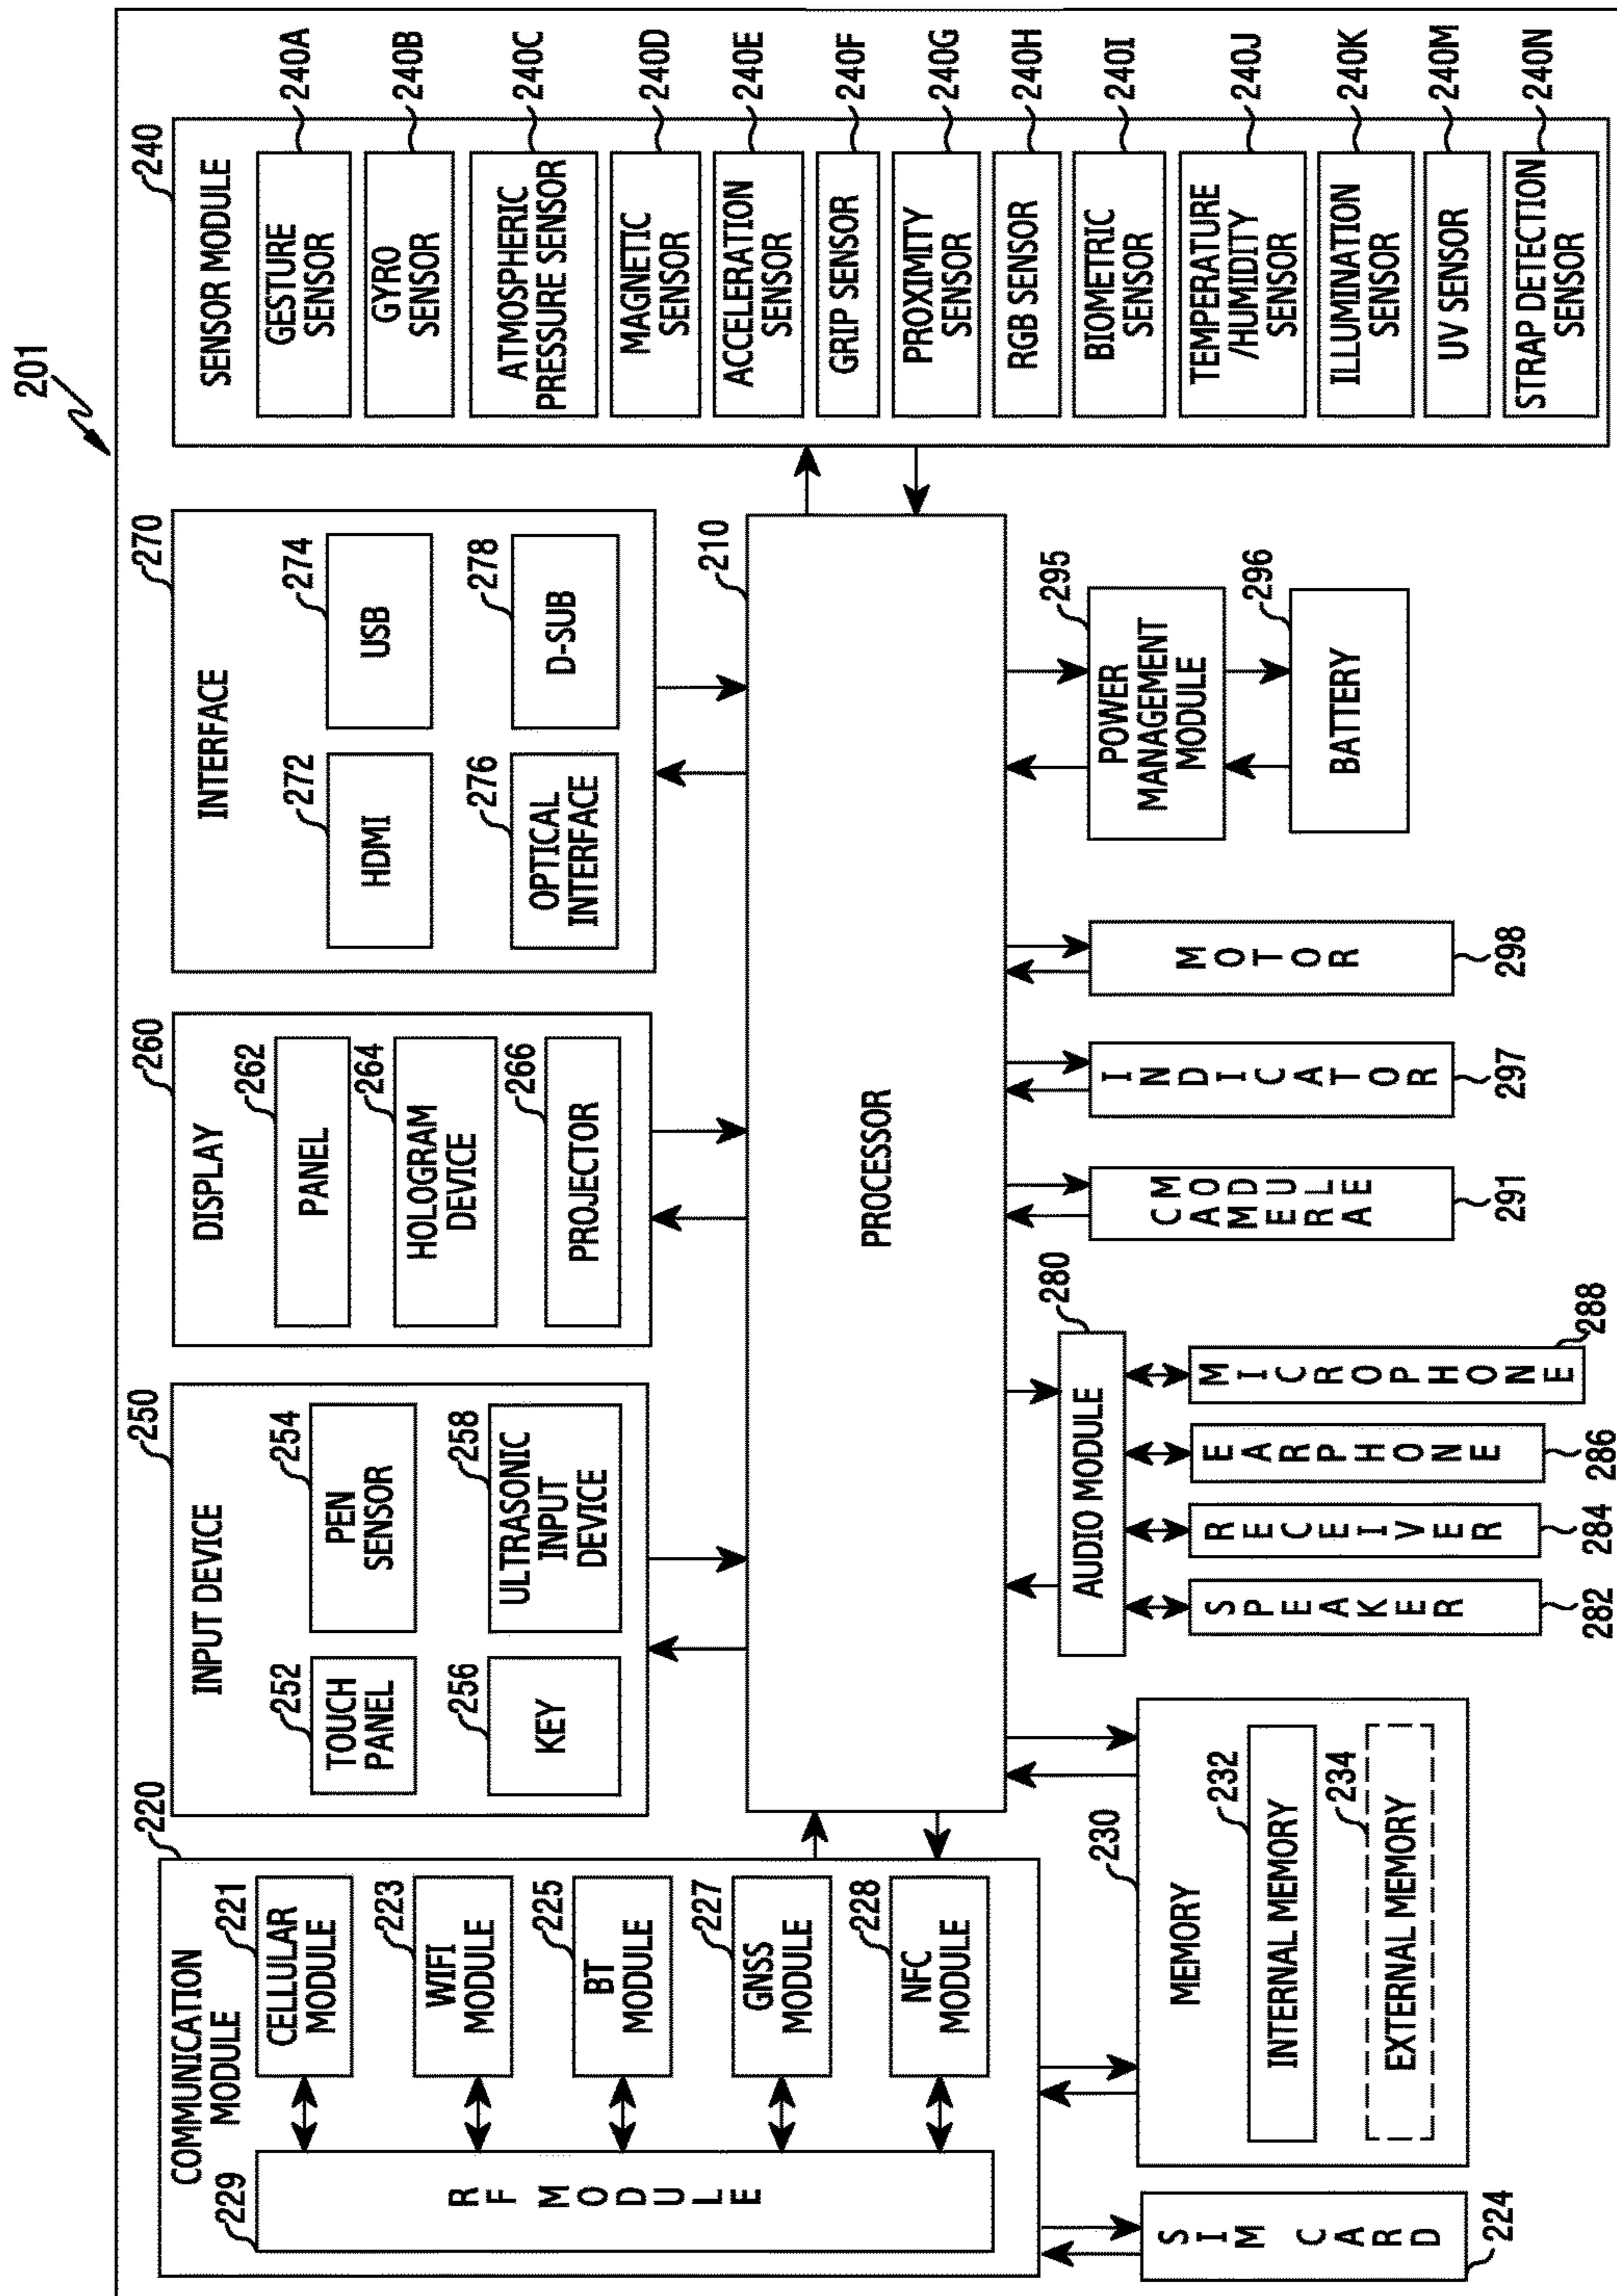 201
COMMUNICATION
MODULE
220
229
RF MODULE
CELLULAR
MODULE
221
WIFI
MODULE
223
BT
MODULE
225
GNSS
MODULE
227
NFC
MODULE
228
INPUT DEVICE
250
TOUCH
PANEL
252
PEN
SENSOR
254
KEY
256
ULTRASONIC
INPUT
DEVICE
258
DISPLAY
260
PANEL
262
HOLOGRAM
DEVICE
264
PROJECTOR
266
INTERFACE
270
HDMI
272
USB
274
OPTICAL
INTERFACE
276
D-SUB
278
SENSOR MODULE
240
GESTURE
SENSOR
240A
GYRO
SENSOR
240B
ATMOSPHERIC
PRESSURE SENSOR
240C
MAGNETIC
SENSOR
240D
ACCELERATION
SENSOR
240E
GRIP SENSOR
240F
PROXIMITY
SENSOR
240G
RGB SENSOR
240H
BIOMETRIC
SENSOR
240I
TEMPERATURE
/HUMIDITY
SENSOR
240J
ILLUMINATION
SENSOR
240K
UV SENSOR
240M
STRAP DETECTION
SENSOR
240N
PROCESSOR
210
SIM CARD
224
MEMORY
230
INTERNAL MEMORY
232
EXTERNAL MEMORY
234
AUDIO MODULE
280
SPEAKER
282
RECEIVER
284
EARPHONE
286
MICROPHONE
288
CAMERA
MODULE
291
INDICATOR
297
MOTOR
298
POWER
MANAGEMENT
MODULE
295
BATTERY
296